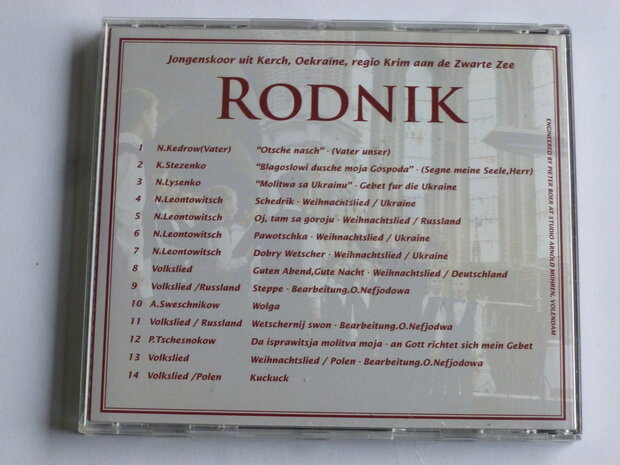 Jongenskoor uit Kerch, Oekraïne, regio Krim aan de Zwarte Zee
RODNIK
1 N.Kedrow(Vater) "Otsche nasch" - (Vater unser)
2 K.Stezenko "Blagoslowi dusche moja Gospoda" - (Segne meine Seele,Herr)
3 N.Lysenko "Molitwa sa Ukrainu" - Gebet fur die Ukraine
4 N.Leontowitsch Schedrik - Weihnachtslied / Ukraine
5 N.Leontowitsch Oj, tam sa goroju - Weihnachtslied / Russland
6 N.Leontowitsch Pawotschka - Weihnachtslied / Ukraine
7 N.Leontowitsch Dobry Wetscher - Weihnachtslied / Ukraine
8 Volkslied Guten Abend,Gute Nacht - Weihnachtslied / Deutschland
9 Volkslied /Russland Steppe - Bearbeitung.O.Nefjodowa
10 A.Sweschnikow Wolga
11 Volkslied / Russland Wetschernij swon - Bearbeitung.O.Nefjodwa
12 P.Tschesnokow Da isprawitsja molitva moja - an Gott richtet sich mein Gebet
13 Volkslied Weihnachtslied / Polen - Bearbeitung.O.Nefjodowa
14 Volkslied /Polen Kuckuck
ENGINEERED BY PIETER BOER AT STUDIO ARNOLD MÜHREN, VOLENDAM